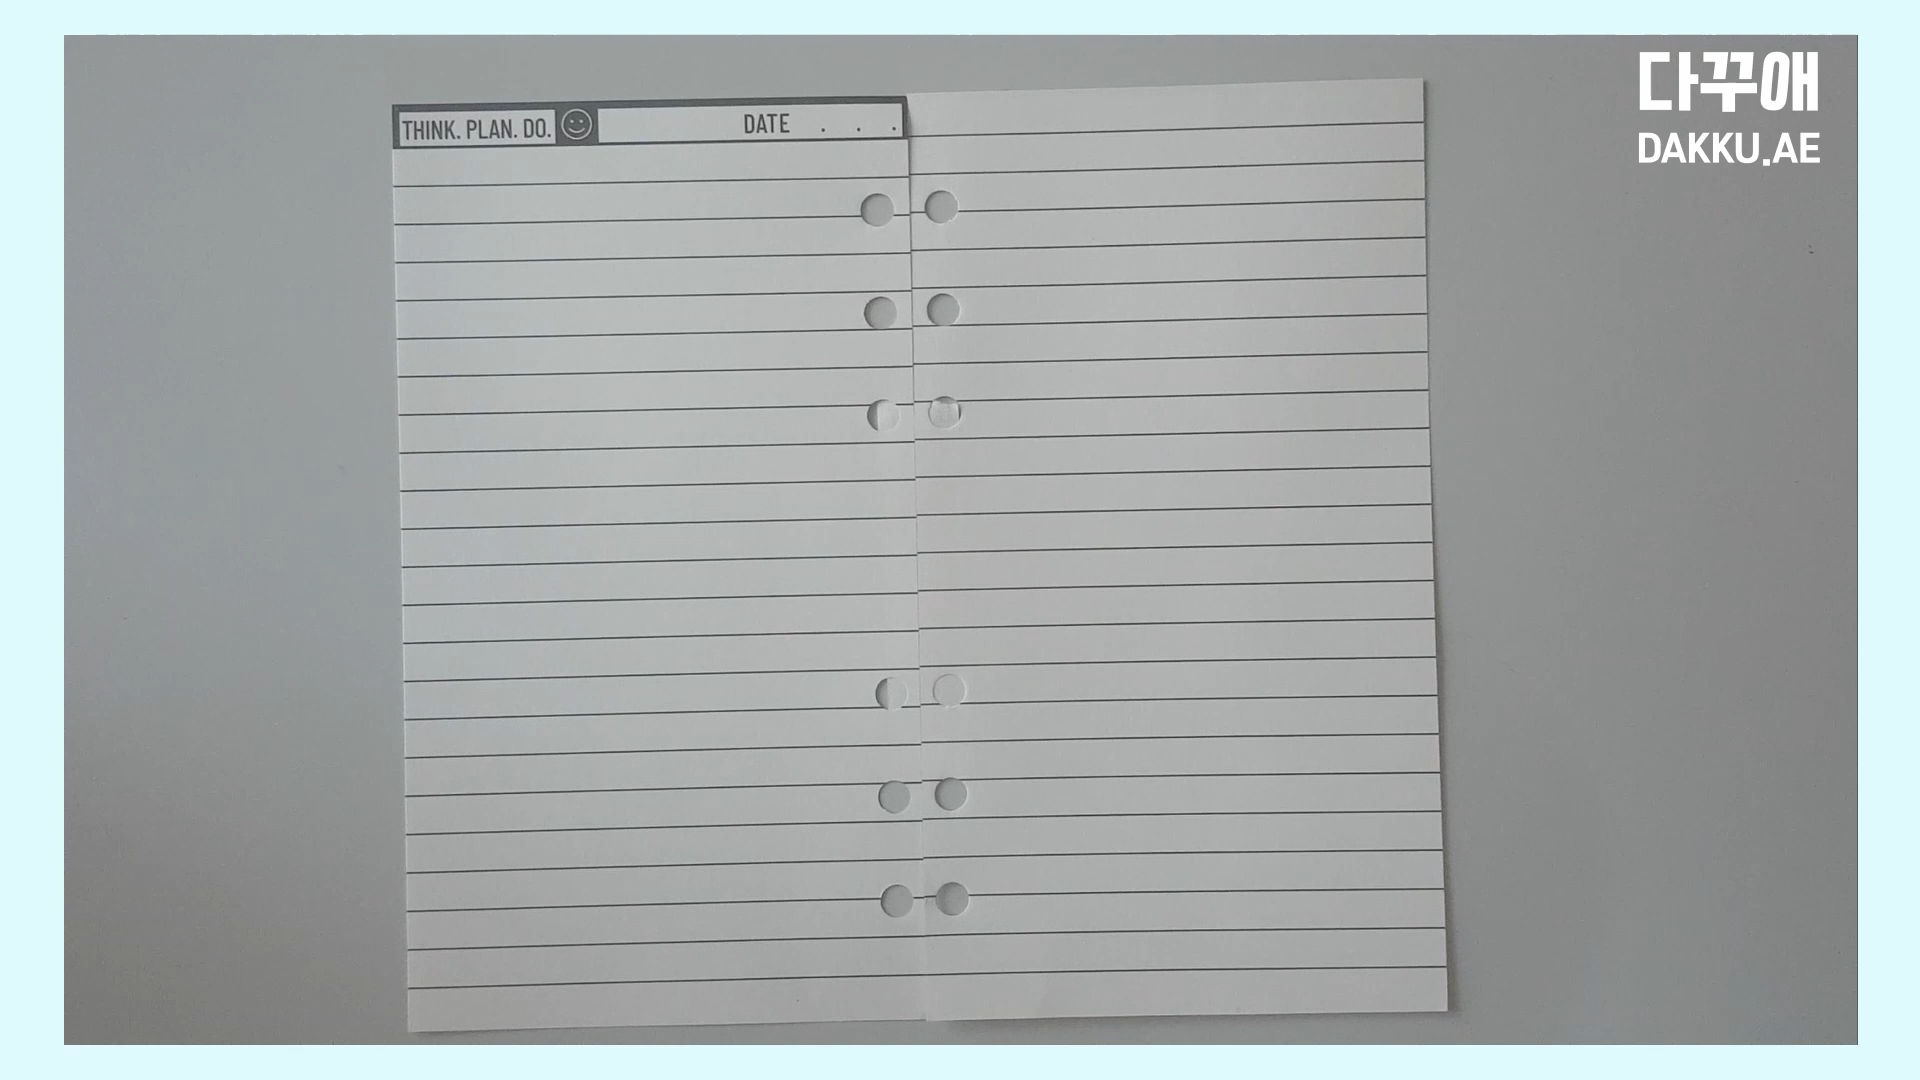 다꾸애
DAKKU.AE
THINK. PLAN. DO. DATE . . .